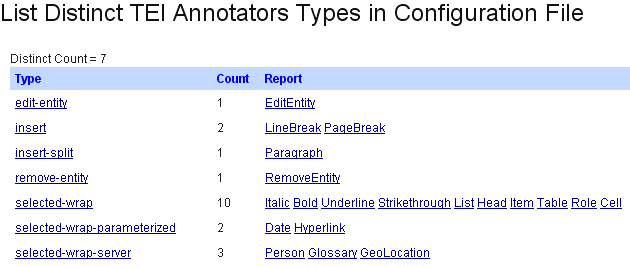 List Distinct TEI Annotators Types in Configuration File
Distinct Count = 7
Type Count Report
edit-entity 1 EditEntity
insert 2 LineBreak PageBreak
insert-split 1 Paragraph
remove-entity 1 RemoveEntity
selected-wrap 10 Italic Bold Underline Strikethrough List Head Item Table Role Cell
selected-wrap-parameterized 2 Date Hyperlink
selected-wrap-server 3 Person Glossary GeoLocation